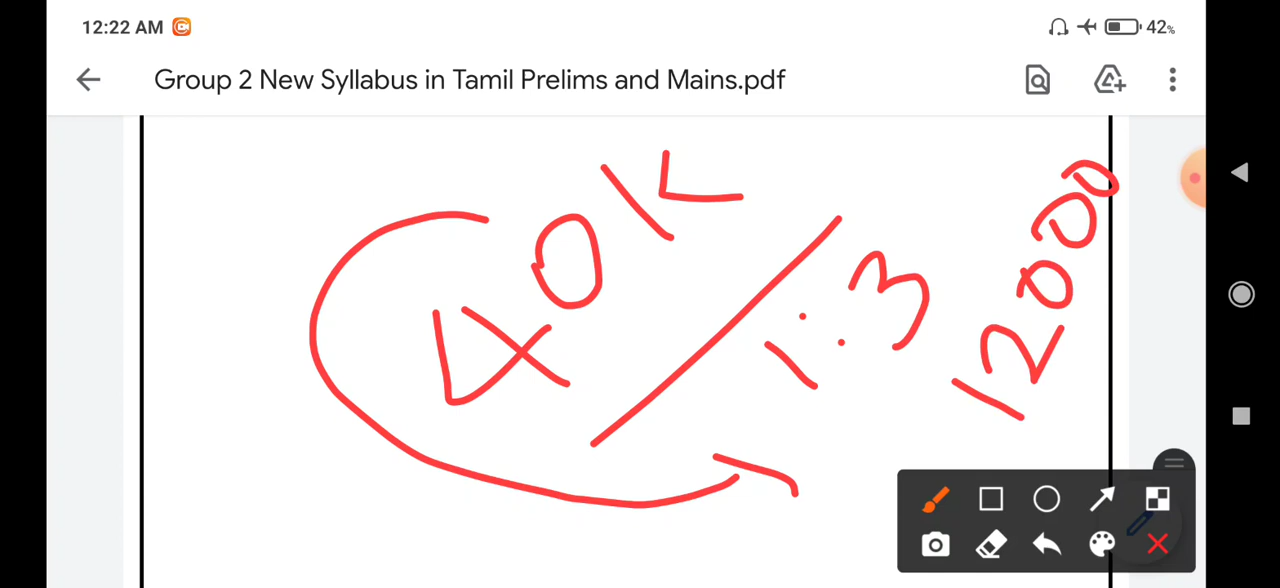 12:22 AM
42%
Group 2 New Syllabus in Tamil Prelims and Mains.pdf
40K
1:3
12000